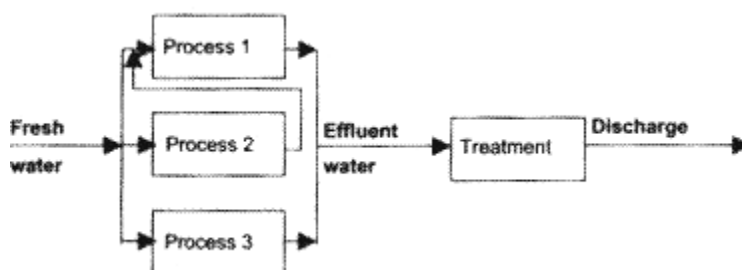 Process 1
Fresh
water
Process 2
Effluent
water
Treatment
Discharge
Process 3